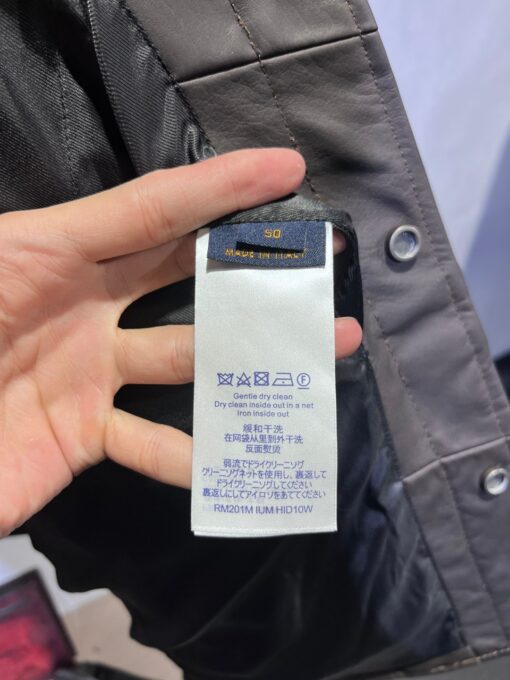 50
MADE IN ITALY
Gentle dry clean
Dry clean inside out in a net
Iron inside out
缓和干洗
在网袋从里到外干洗
反面熨烫
弱流でドライクリーニング
クリーニングネットを使用し、裏返して
ドライクリーニングしてください
裏返しにしてアイロンをあててください
RM201M IUM HID10W